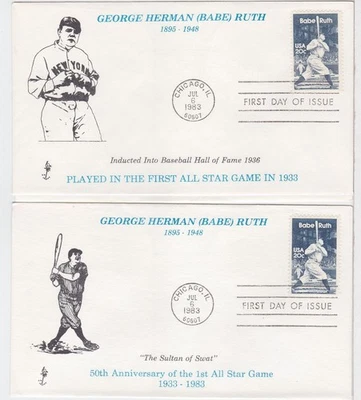 GEORGE HERMAN (BABE) RUTH
1895 - 1948
NEW YORK
CHICAGO, IL
JUL
6
1983
60607
Babe Ruth
USA
20c
FIRST DAY OF ISSUE
Inducted Into Baseball Hall of Fame 1936
PLAYED IN THE FIRST ALL STAR GAME IN 1933
GEORGE HERMAN (BABE) RUTH
1895 - 1948
CHICAGO, IL
JUL
6
1983
60607
Babe Ruth
USA
20c
FIRST DAY OF ISSUE
"The Sultan of Swat"
50th Anniversary of the 1st All Star Game
1933 - 1983